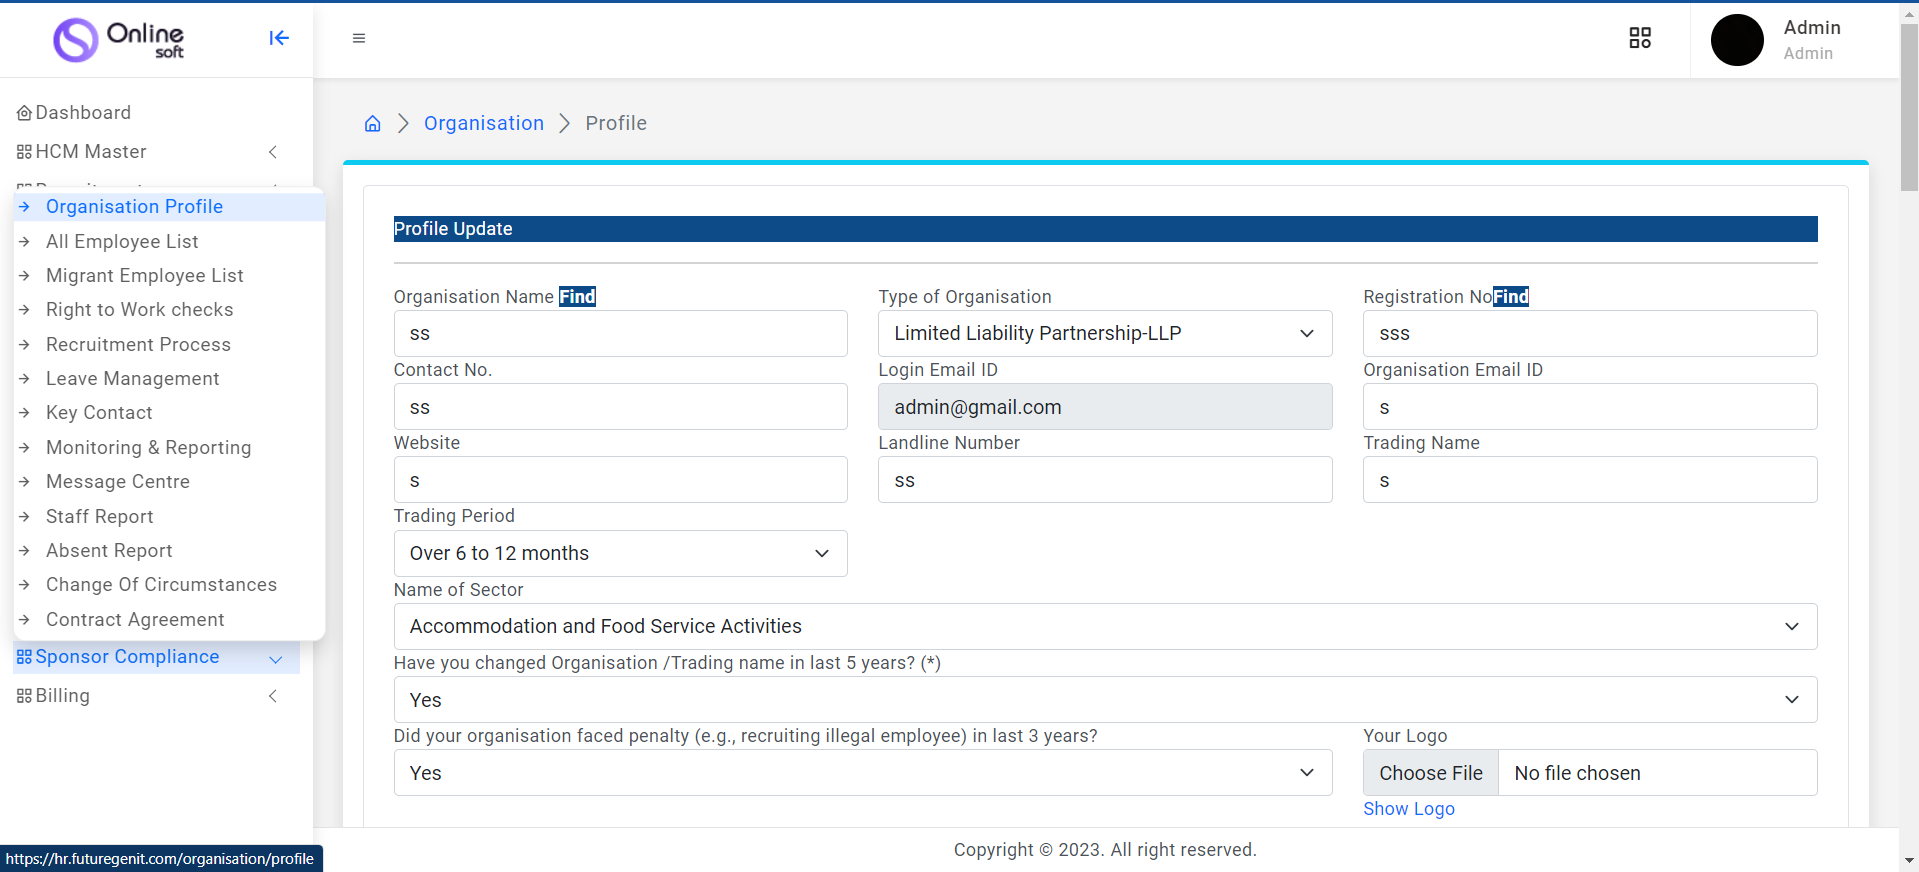 Online
soft
Admin
Admin
Dashboard
HCM Master
Organisation Profile
All Employee List
Migrant Employee List
Right to Work checks
Recruitment Process
Leave Management
Key Contact
Monitoring & Reporting
Message Centre
Staff Report
Absent Report
Change Of Circumstances
Contract Agreement
Sponsor Compliance
Billing
https://hr.futuregenit.com/organisation/profile
Organisation
Profile
Profile Update
Organisation Name Find
ss
Type of Organisation
Limited Liability Partnership-LLP
Registration NoFind
sss
Contact No.
ss
Login Email ID
admin@gmail.com
Organisation Email ID
s
Website
s
Landline Number
ss
Trading Name
s
Trading Period
Over 6 to 12 months
Name of Sector
Accommodation and Food Service Activities
Have you changed Organisation /Trading name in last 5 years? (*)
Yes
Did your organisation faced penalty (e.g., recruiting illegal employee) in last 3 years?
Yes
Your Logo
Choose File No file chosen
Show Logo
Copyright © 2023. All right reserved.